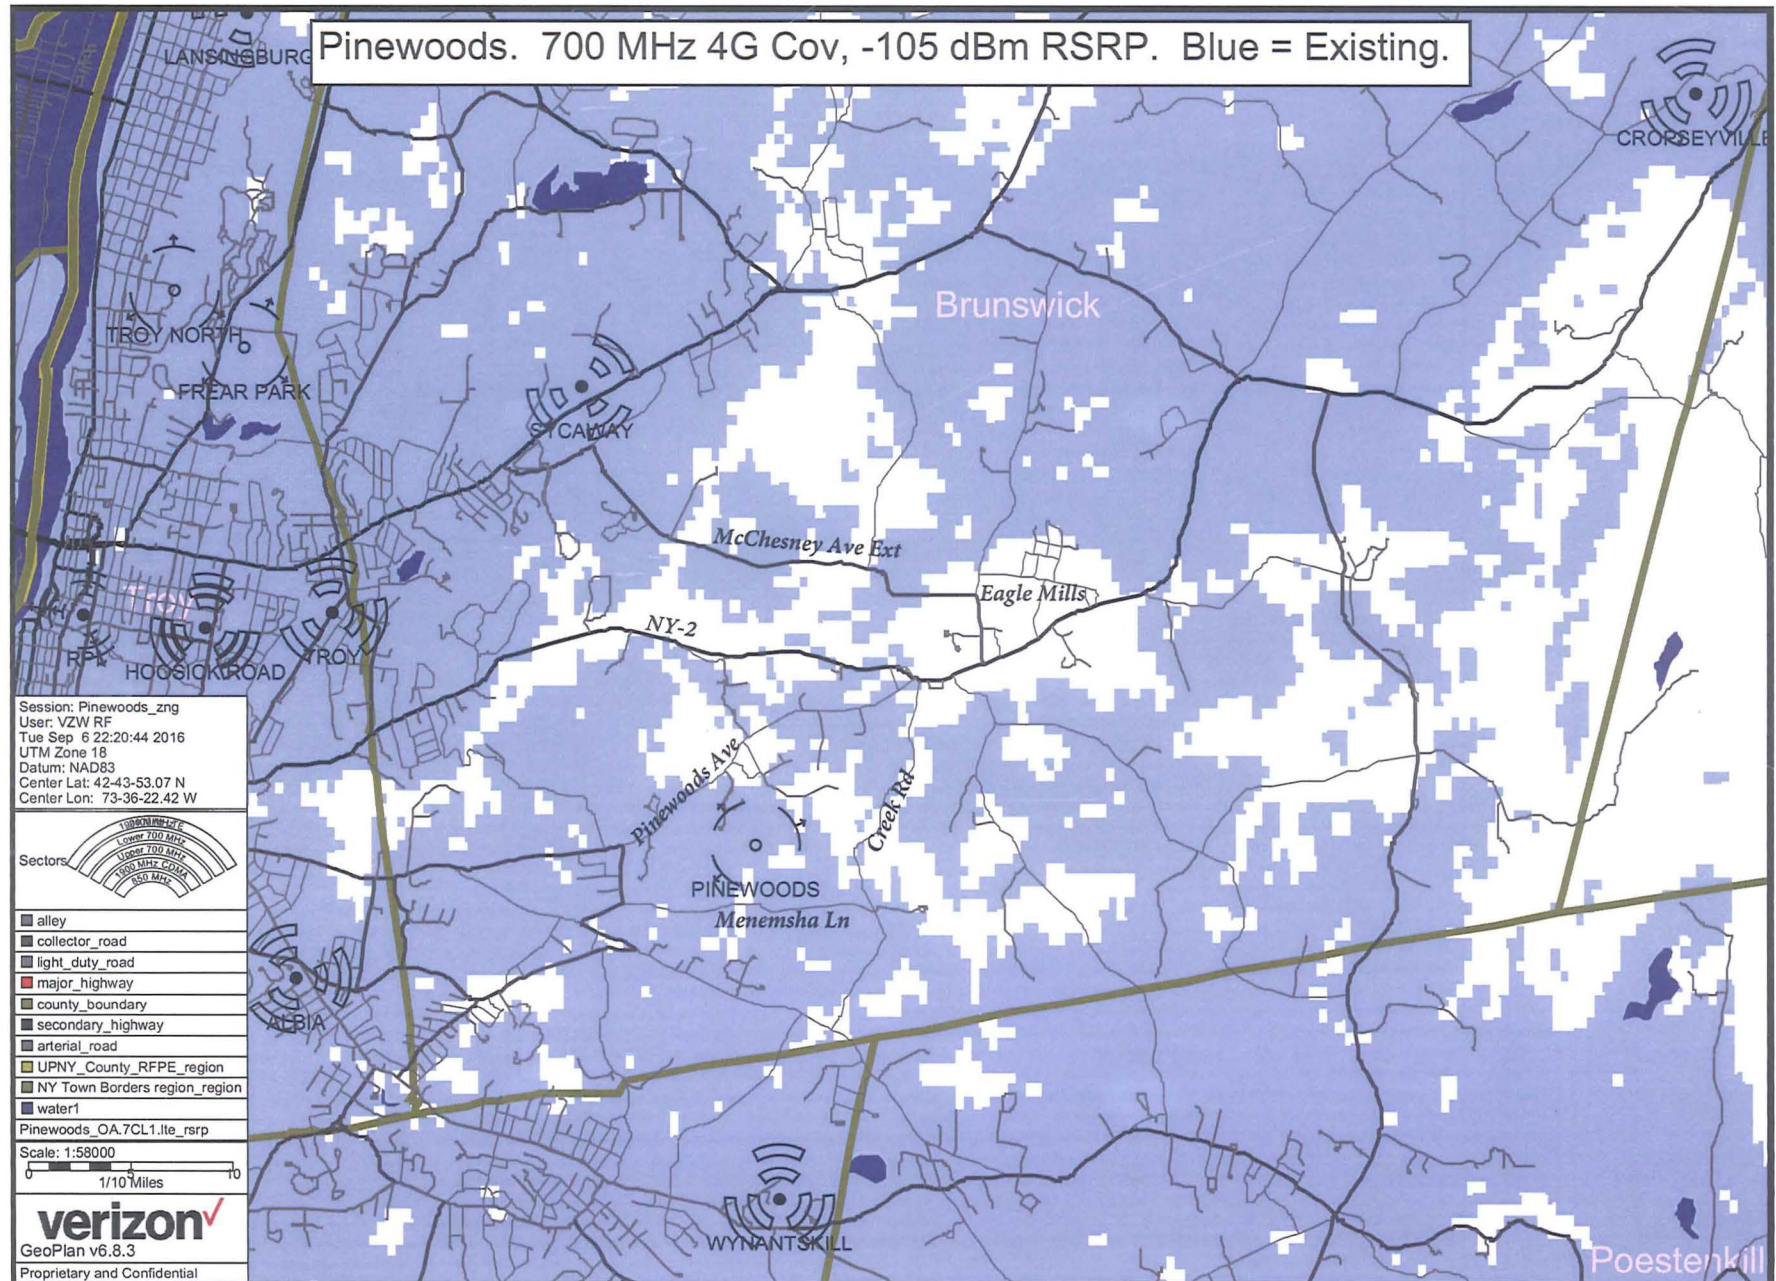 Pinewoods. 700 MHz 4G Cov, -105 dBm RSRP. Blue = Existing.
LANSINGBURG
CROPSEYVILLE
Brunswick
TROY NORTH
FREAR PARK
SYCAWAY
McChesney Ave Ext
Eagle Mills
Troy
NY-2
RPI
HOOSICK ROAD
TROY
Pinewoods Ave
Creek Rd
PINEWOODS
Menemsha Ln
ALBIA
WYNANTSKILL
Poestenkill
Session: Pinewoods_zng
User: VZW RF
Tue Sep 6 22:20:44 2016
UTM Zone 18
Datum: NAD83
Center Lat: 42-43-53.07 N
Center Lon: 73-36-22.42 W
Sectors
Lower 700 MHz
Upper 700 MHz
1900 MHz CDMA
850 MHz
alley
collector_road
light_duty_road
major_highway
county_boundary
secondary_highway
arterial_road
UPNY_County_RFPE_region
NY Town Borders region_region
water1
Pinewoods_OA.7CL1.lte_rsrp
Scale: 1:58000
0 5 10
1/10 Miles
verizon
GeoPlan v6.8.3
Proprietary and Confidential